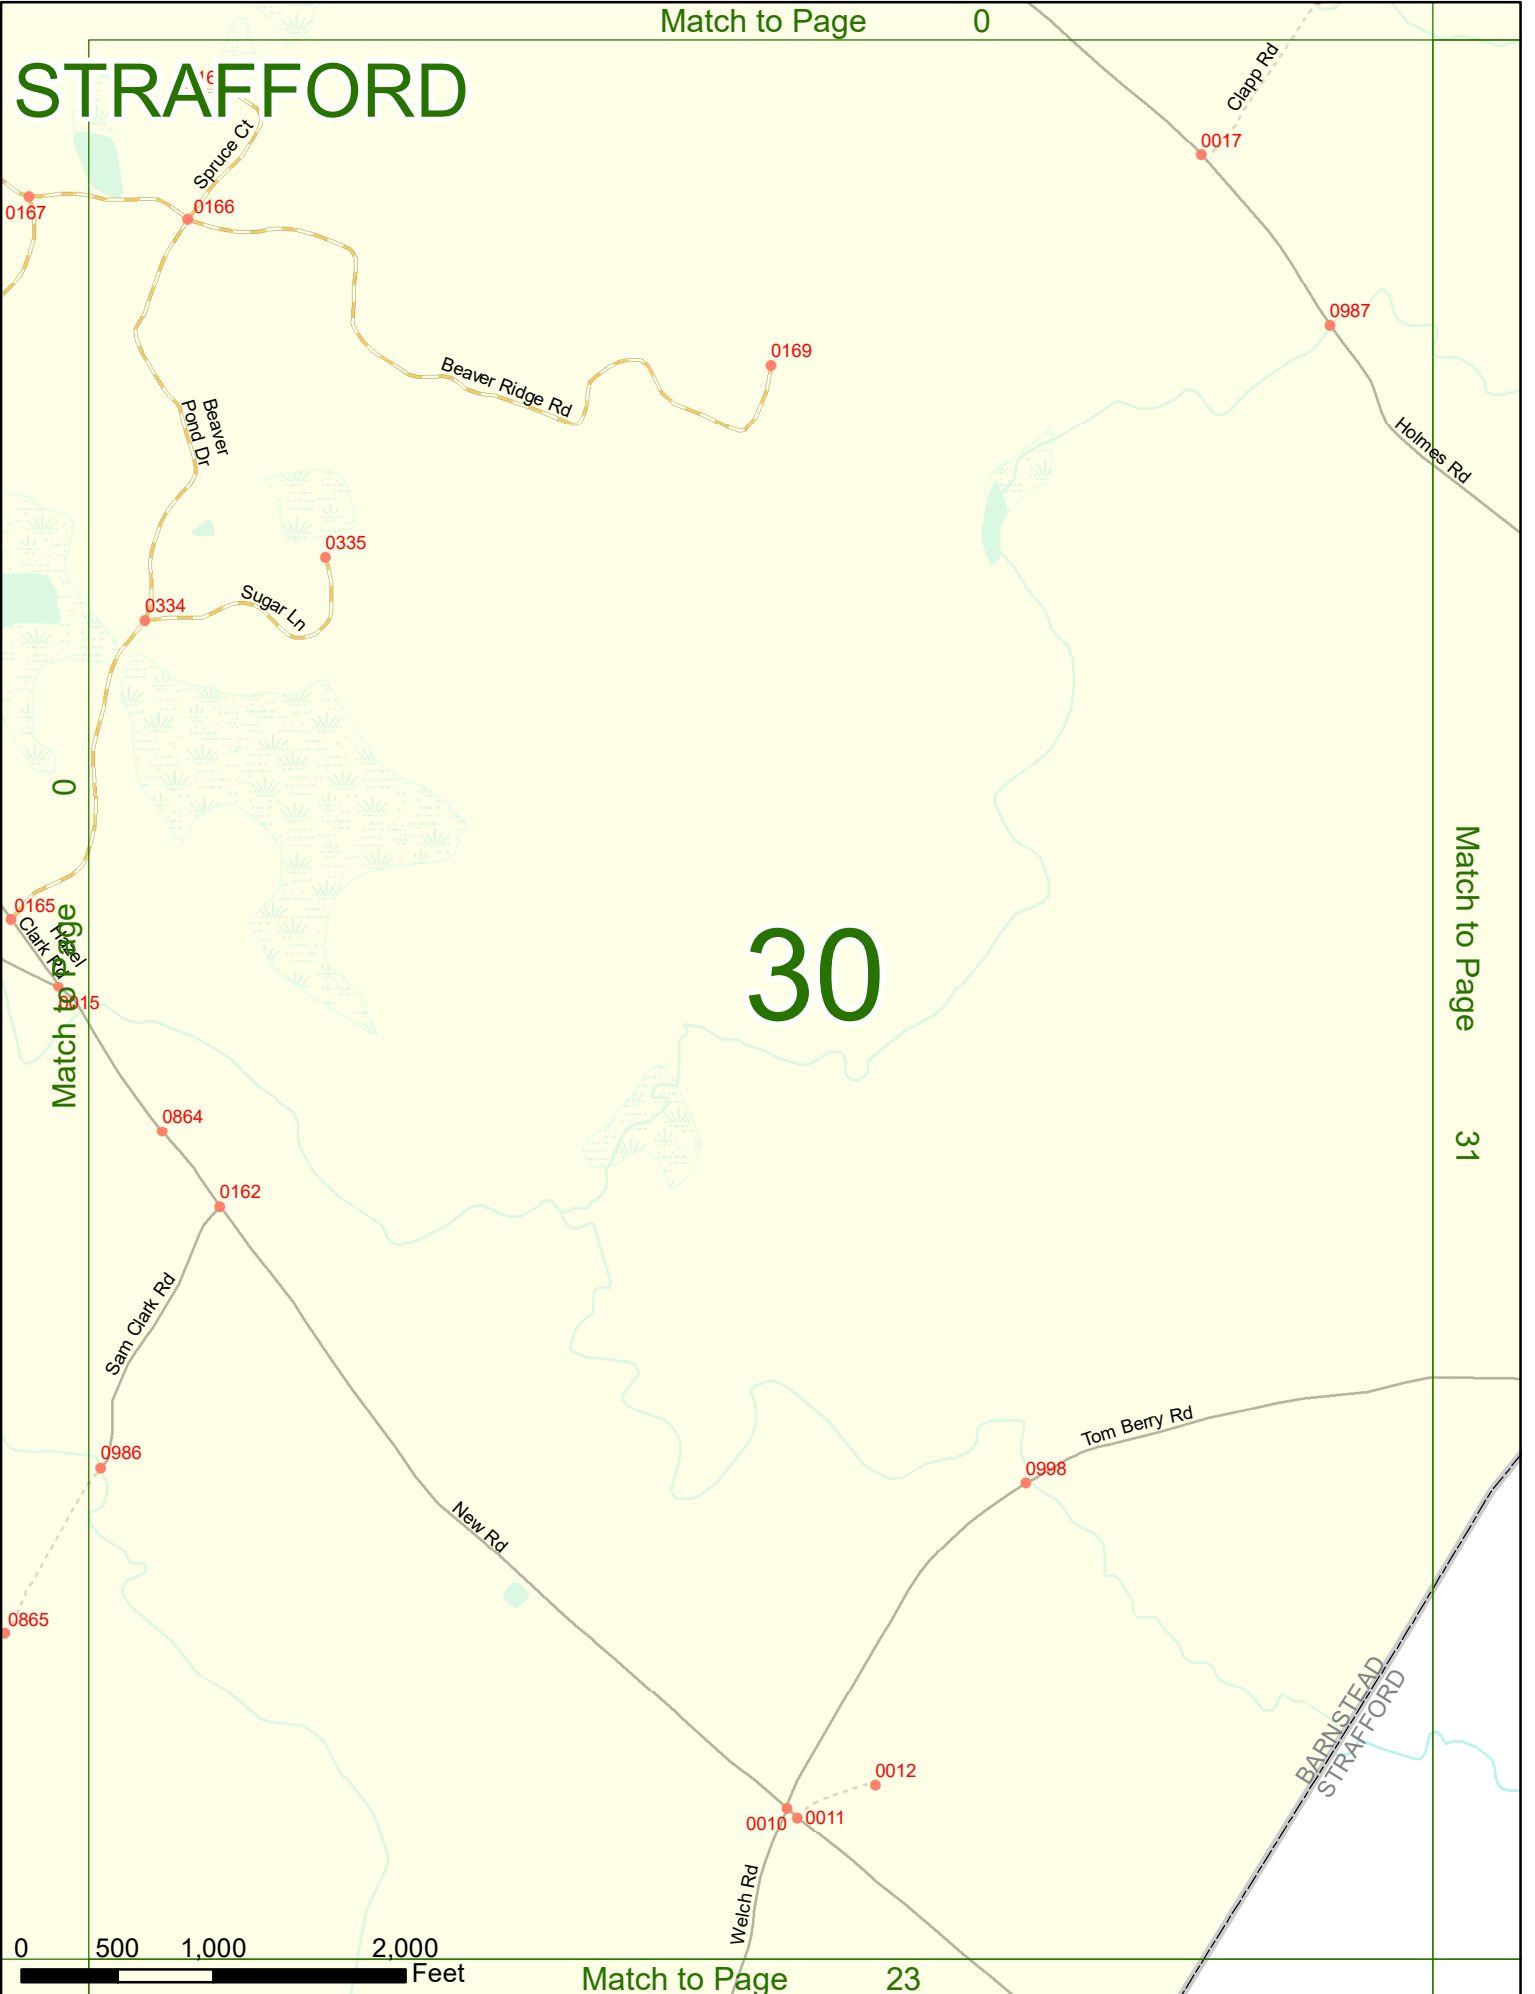 Match to Page 0
STRAFFORD
Clapp Rd
0017
Spruce Ct
0167
0166
0987
0169
Beaver Ridge Rd
Beaver
Pond Dr
Holmes Rd
0335
0334
Sugar Ln
Match to Page 0
0165
Hazel
Clark Rd
0015
30
Match to Page 31
0864
0162
Sam Clark Rd
0986
Tom Berry Rd
0998
New Rd
0865
BARNSTEAD
STRAFFORD
0012
0010
0011
Welch Rd
0 500 1,000 2,000
Feet
Match to Page 23